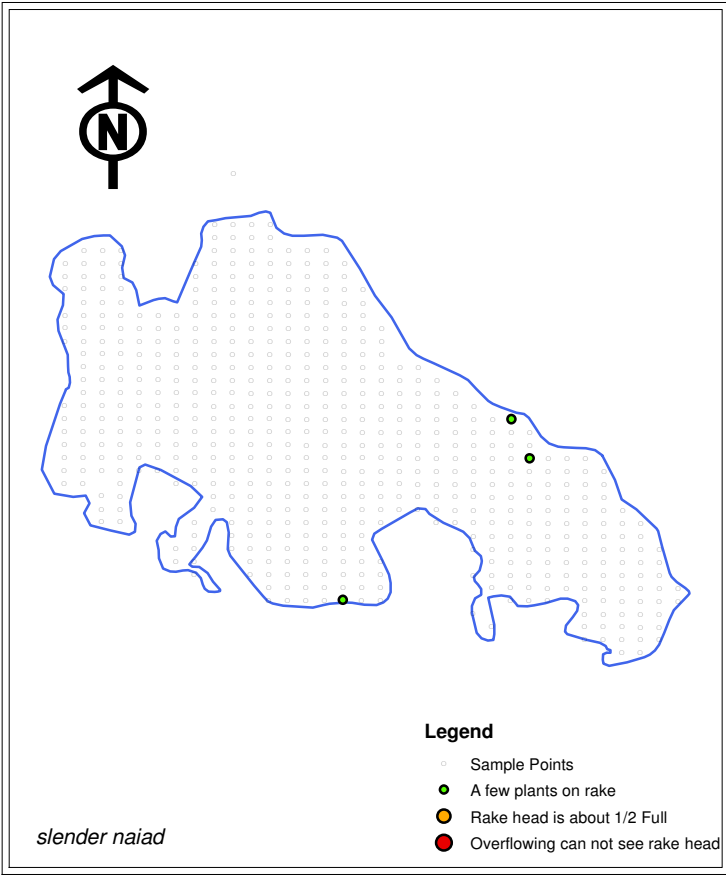 N
Legend
Sample Points
A few plants on rake
Rake head is about 1/2 Full
Overflowing can not see rake head
slender naiad